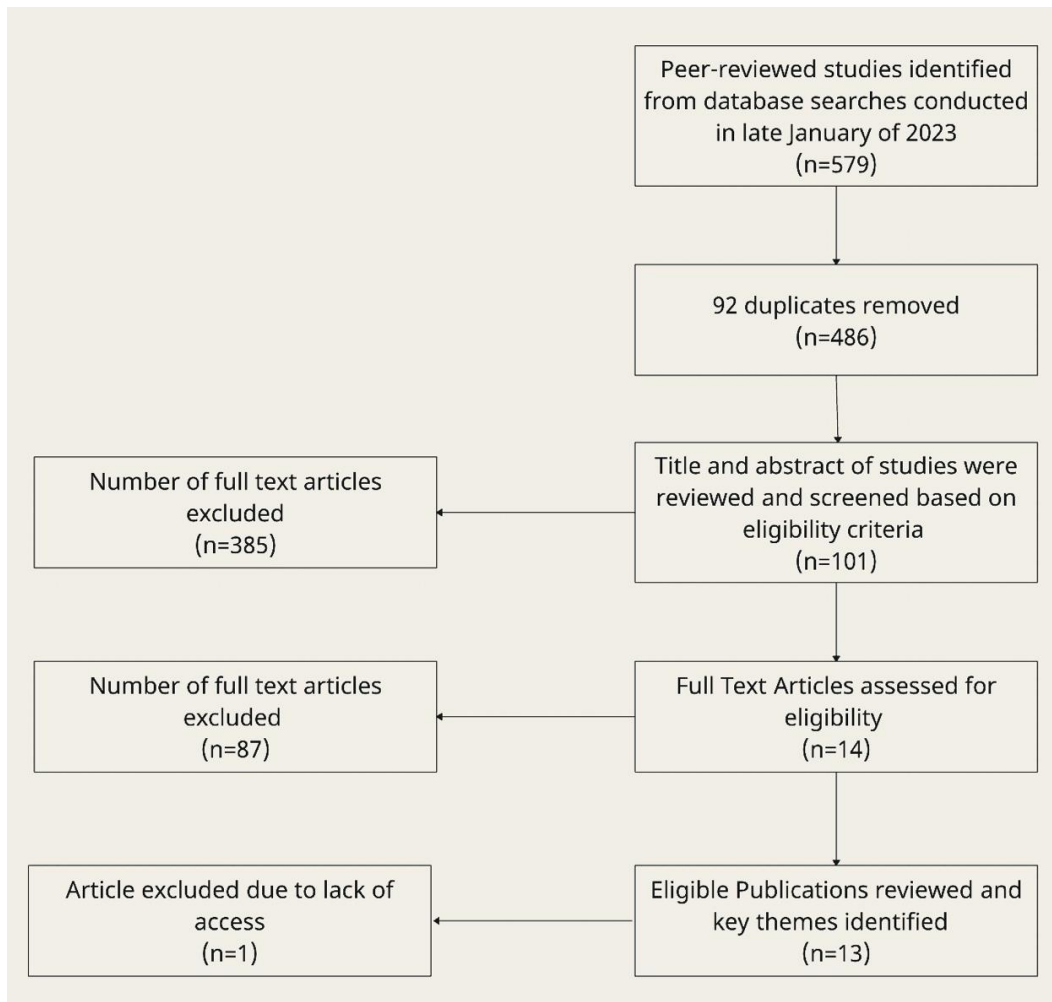 Peer-reviewed studies identified
from database searches conducted
in late January of 2023
(n=579)
92 duplicates removed
(n=486)
Title and abstract of studies were
reviewed and screened based on
eligibility criteria
(n=101)
Number of full text articles
excluded
(n=385)
Full Text Articles assessed for
eligibility
(n=14)
Number of full text articles
excluded
(n=87)
Eligible Publications reviewed and
key themes identified
(n=13)
Article excluded due to lack of
access
(n=1)